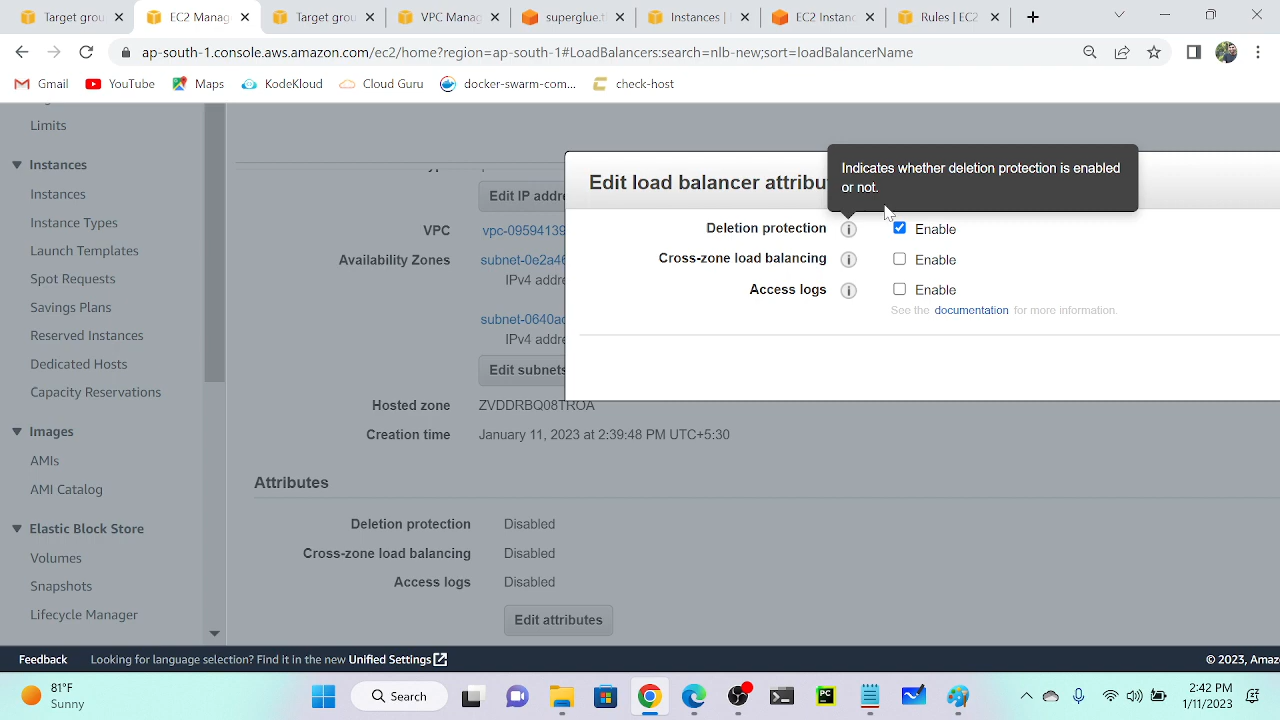 Target grou
EC2 Manag
Target grou
VPC Manag
superglue.t
Instances |
EC2 Instanc
Rules | EC2
ap-south-1.console.aws.amazon.com/ec2/home?region=ap-south-1#LoadBalancers:search=nlb-new;sort=loadBalancerName
Gmail
YouTube
Maps
KodeKloud
Cloud Guru
docker-swarm-com...
check-host
Limits
Instances
Instances
Instance Types
Launch Templates
Spot Requests
Savings Plans
Reserved Instances
Dedicated Hosts
Capacity Reservations
Images
AMIs
AMI Catalog
Elastic Block Store
Volumes
Snapshots
Lifecycle Manager
Edit IP addre
VPC vpc-09594139
Availability Zones subnet-0e2a46
IPv4 addre
subnet-0640ac
IPv4 addre
Edit subnets
Hosted zone ZVDDRBQ08TROA
Creation time January 11, 2023 at 2:39:48 PM UTC+5:30
Attributes
Deletion protection Disabled
Cross-zone load balancing Disabled
Access logs Disabled
Edit attributes
Edit load balancer attribu
Indicates whether deletion protection is enabled
or not.
Deletion protection Enable
Cross-zone load balancing Enable
Access logs Enable
See the documentation for more information.
Feedback Looking for language selection? Find it in the new Unified Settings © 2023, Amaz
81°F
Sunny
Search
2:42 PM
1/11/2023